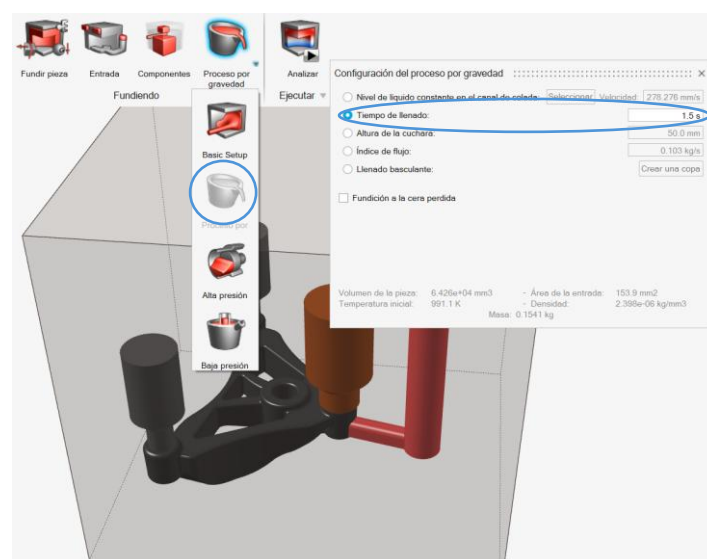 Fundir pieza
Entrada
Componentes
Proceso por gravedad
Analizar
Fundiendo
Ejecutar
Basic Setup
Proceso por
Alta presión
Baja presión
Configuración del proceso por gravedad
Nivel de líquido constante en el canal de colada: Seleccionar Velocidad: 278.276 mm/s
Tiempo de llenado: 1.5 s
Altura de la cuchara: 50.0 mm
Índice de flujo: 0.103 kg/s
Llenado basculante: Crear una copa
Fundición a la cera perdida
Volumen de la pieza: 6.426e+04 mm3 - Área de la entrada: 153.9 mm2
Temperatura inicial: 991.1 K - Densidad: 2.398e-06 kg/mm3
Masa: 0.1541 kg